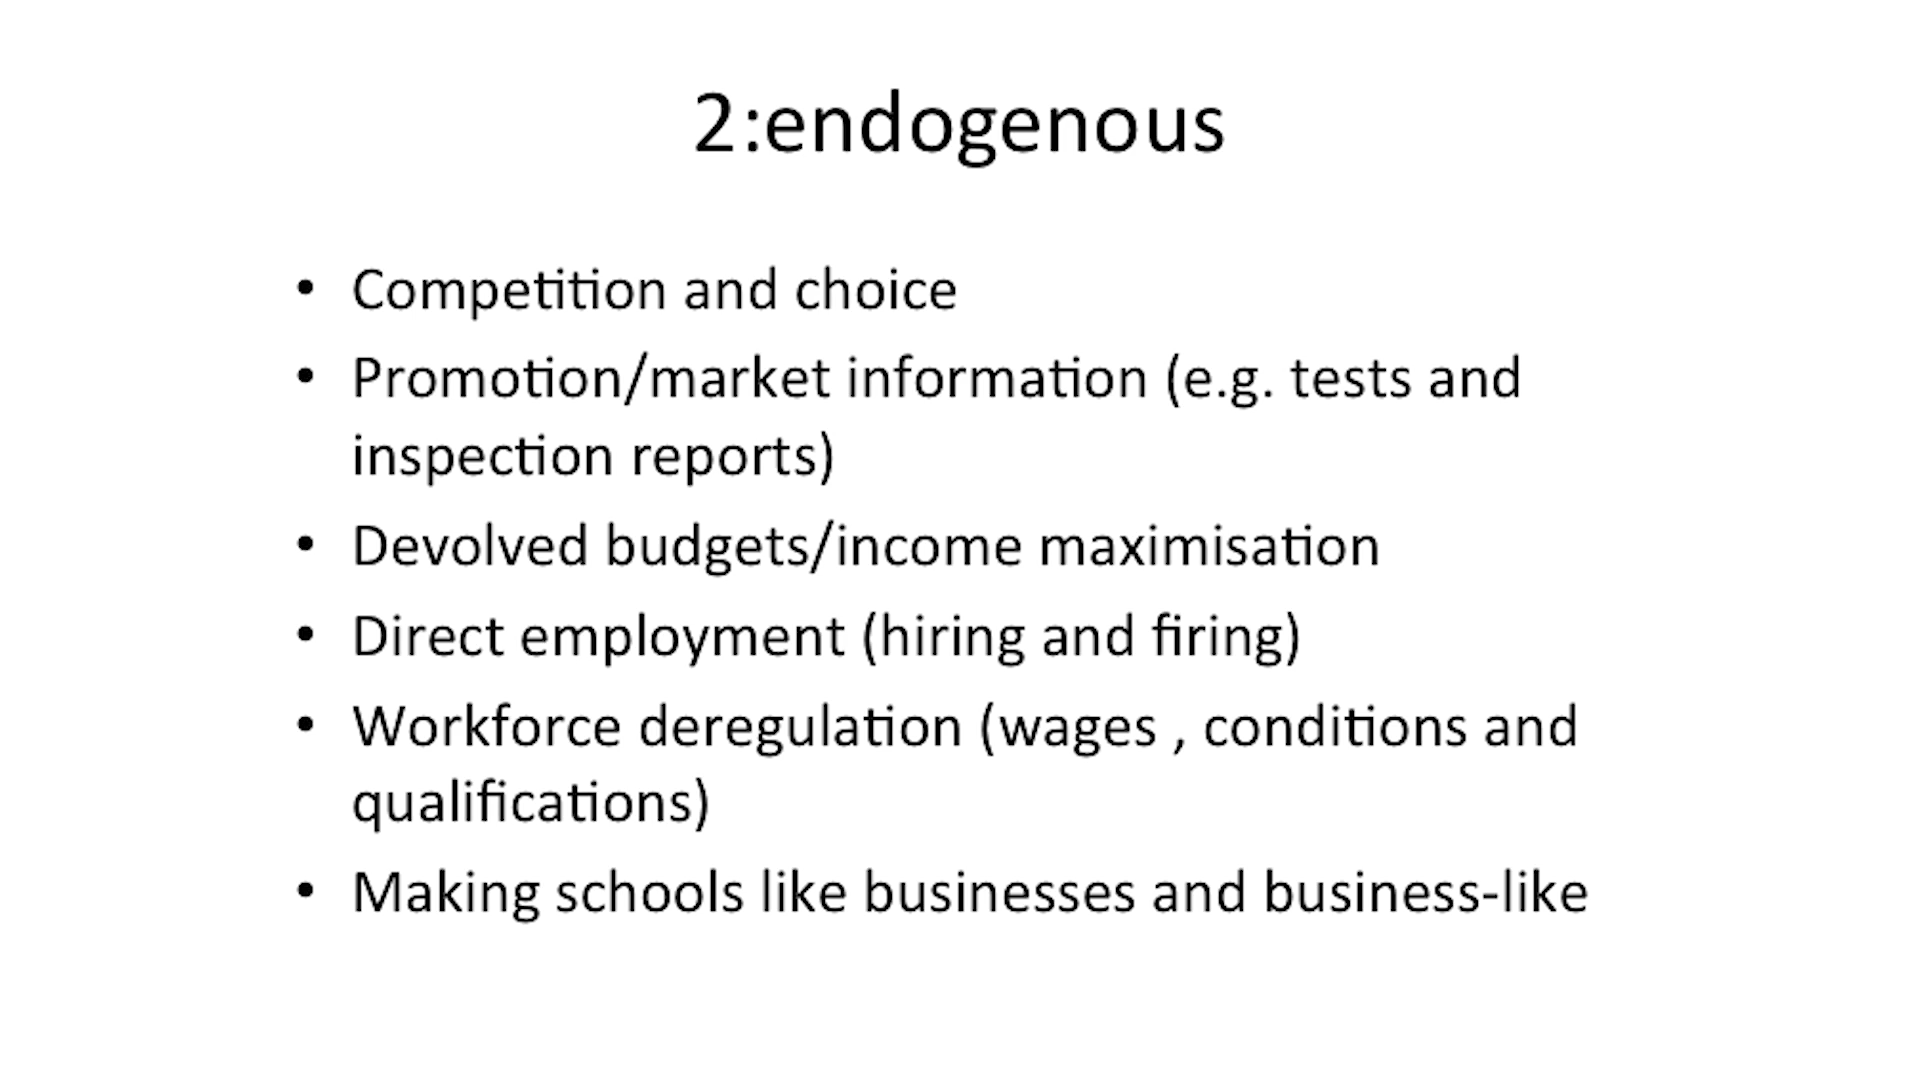 2:endogenous
• Competition and choice
• Promotion/market information (e.g. tests and
inspection reports)
• Devolved budgets/income maximisation
• Direct employment (hiring and firing)
• Workforce deregulation (wages , conditions and
qualifications)
• Making schools like businesses and business-like